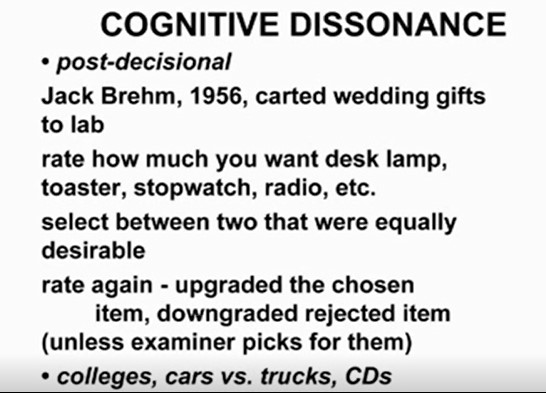 COGNITIVE DISSONANCE
• post-decisional
Jack Brehm, 1956, carted wedding gifts
to lab
rate how much you want desk lamp,
toaster, stopwatch, radio, etc.
select between two that were equally
desirable
rate again - upgraded the chosen
item, downgraded rejected item
(unless examiner picks for them)
• colleges, cars vs. trucks, CDs